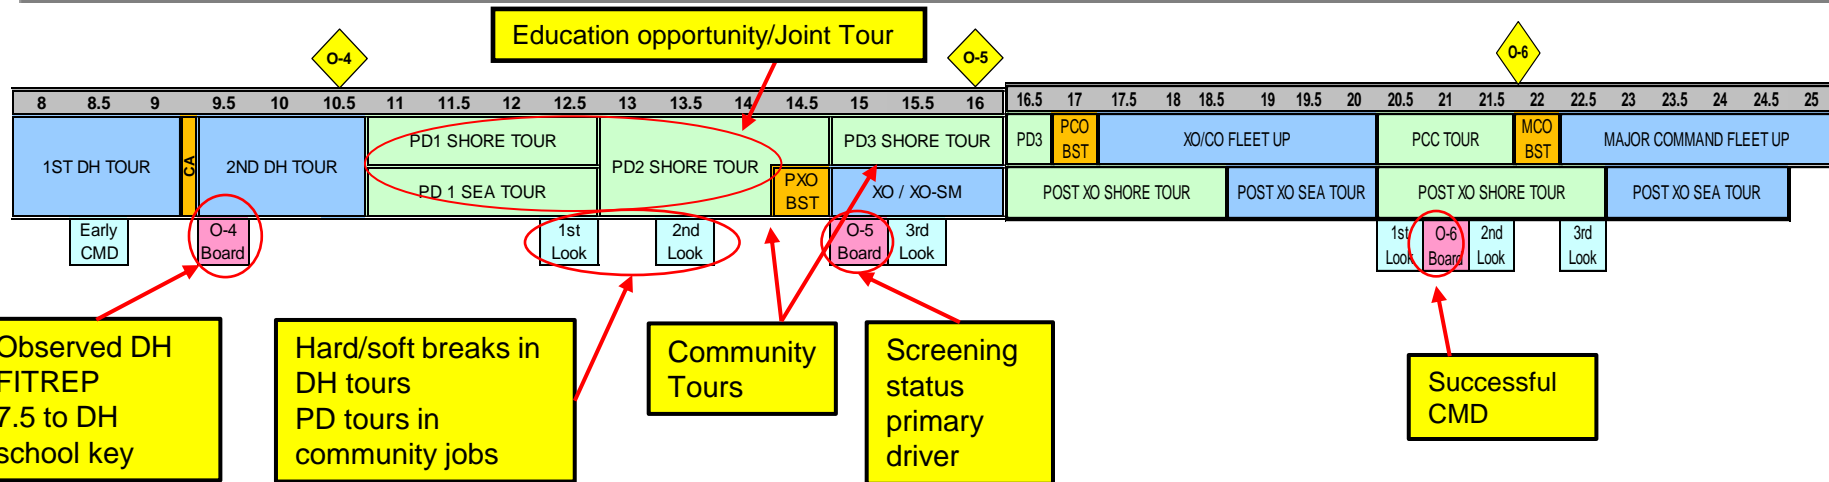 Education opportunity/Joint Tour
O-4
O-5
O-6
8 8.5 9 9.5 10 10.5 11 11.5 12 12.5 13 13.5 14 14.5 15 15.5 16 16.5 17 17.5 18 18.5 19 19.5 20 20.5 21 21.5 22 22.5 23 23.5 24 24.5 25
1ST DH TOUR
CA
2ND DH TOUR
PD1 SHORE TOUR
PD 1 SEA TOUR
PD2 SHORE TOUR
PXO
BST
PD3 SHORE TOUR
XO / XO-SM
PD3
PCO
BST
XO/CO FLEET UP
PCC TOUR
MCO
BST
MAJOR COMMAND FLEET UP
POST XO SHORE TOUR
POST XO SEA TOUR
POST XO SHORE TOUR
POST XO SEA TOUR
Early
CMD
O-4
Board
1st
Look
2nd
Look
O-5
Board
3rd
Look
1st
Look
O-6
Board
2nd
Look
3rd
Look
Observed DH
FITREP
7.5 to DH
school key
Hard/soft breaks in
DH tours
PD tours in
community jobs
Community
Tours
Screening
status
primary
driver
Successful
CMD